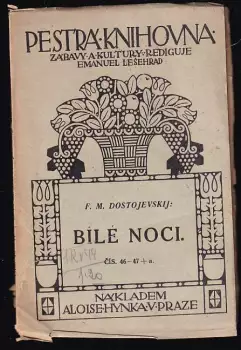 PESTRÁ·KNIHOVNA·
ZÁBAVY·A·KULTURY·REDIGUJE
EMANUEL LEŠEHRAD
F. M. DOSTOJEVSKIJ:
BÍLÉ NOCI.
ČÍS. 46–47
NÁKLADEM
ALOISE·HYNKA·V·PRAZE